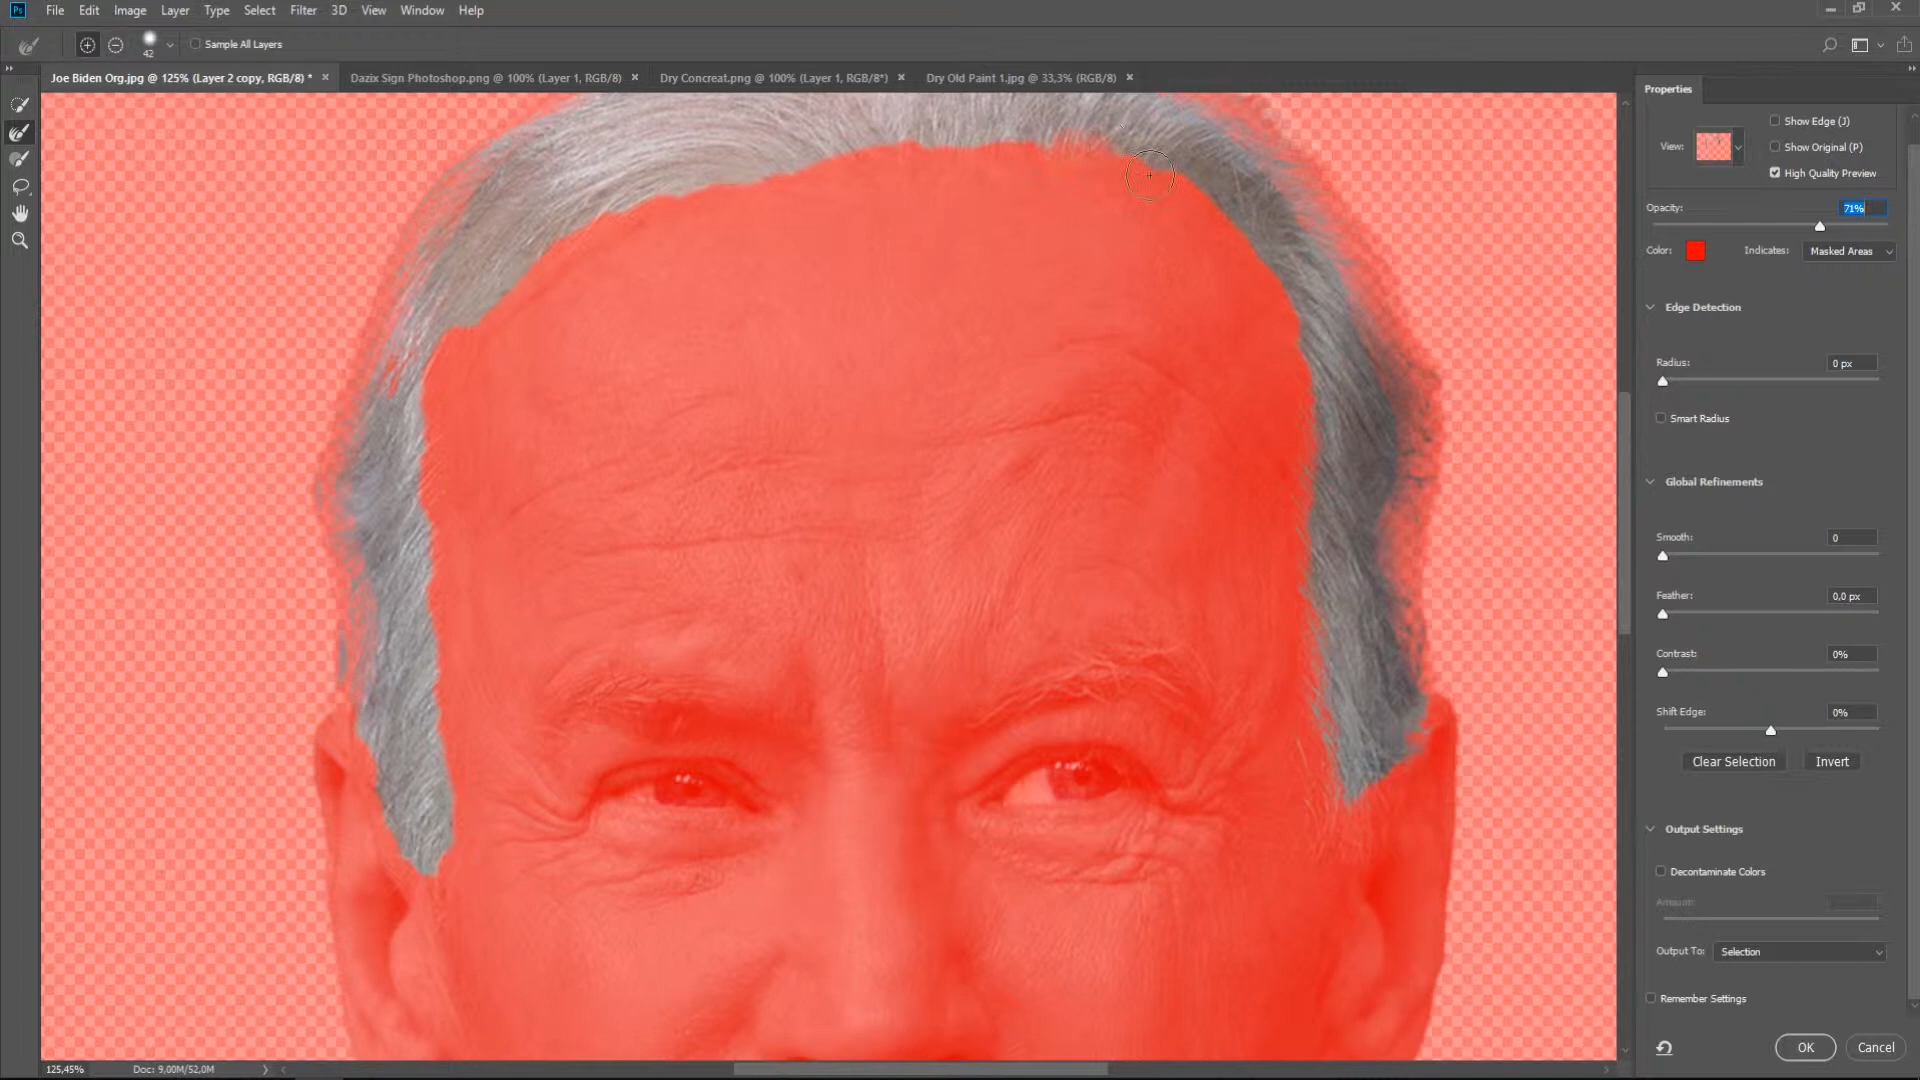 Ps File Edit Image Layer Type Select Filter 3D View Window Help
42 Sample All Layers
Joe Biden Org.jpg @ 125% (Layer 2 copy, RGB/8) * Dazix Sign Photoshop.png @ 100% (Layer 1, RGB/8) Dry Concreat.png @ 100% (Layer 1, RGB/8*) Dry Old Paint 1.jpg @ 33,3% (RGB/8)
Properties
Show Edge (J)
View: Show Original (P)
High Quality Preview
Opacity: 71%
Color: Indicates: Masked Areas
Edge Detection
Radius: 0 px
Smart Radius
Global Refinements
Smooth: 0
Feather: 0,0 px
Contrast: 0%
Shift Edge: 0%
Clear Selection Invert
Output Settings
Decontaminate Colors
Amount:
Output To: Selection
Remember Settings
OK Cancel
125,45% Doc: 9,00M/52,0M